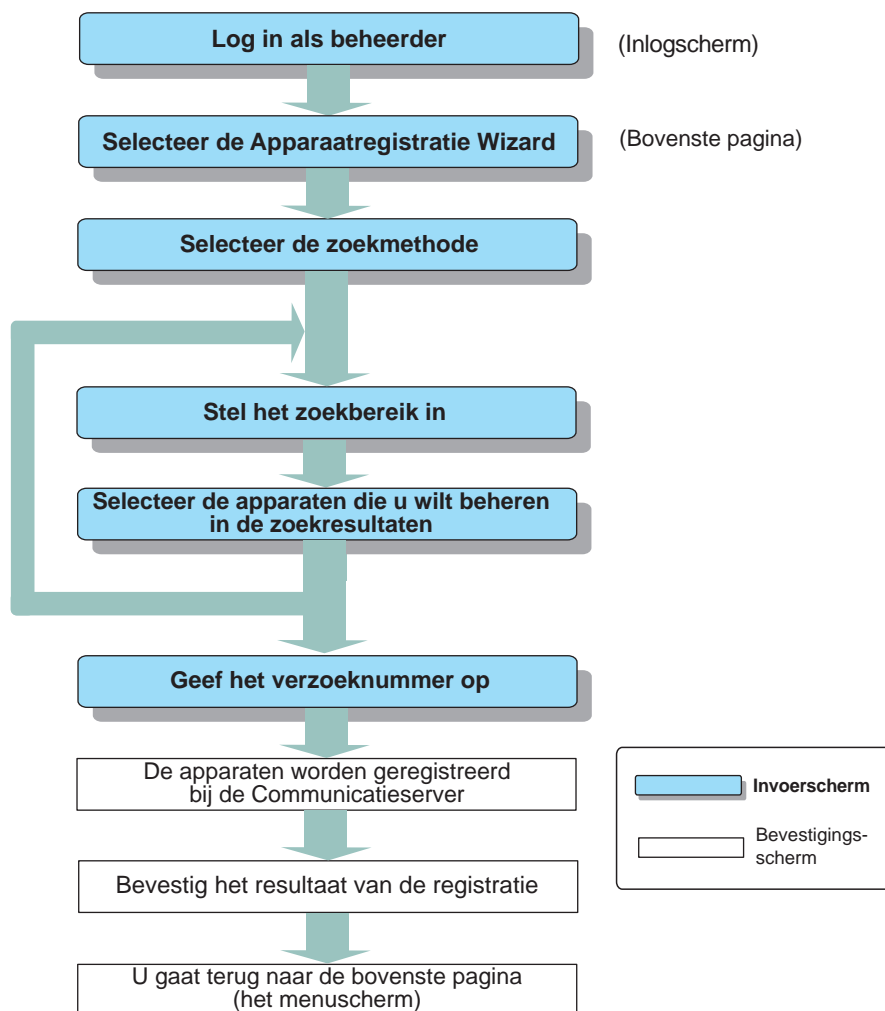 Log in als beheerder
(Inlogscherm)
Selecteer de Apparaatregistratie Wizard
(Bovenste pagina)
Selecteer de zoekmethode
Stel het zoekbereik in
Selecteer de apparaten die u wilt beheren
in de zoekresultaten
Geef het verzoeknummer op
De apparaten worden geregistreerd
bij de Communicatieserver
Bevestig het resultaat van de registratie
U gaat terug naar de bovenste pagina
(het menuscherm)
Invoerscherm
Bevestigings-
scherm